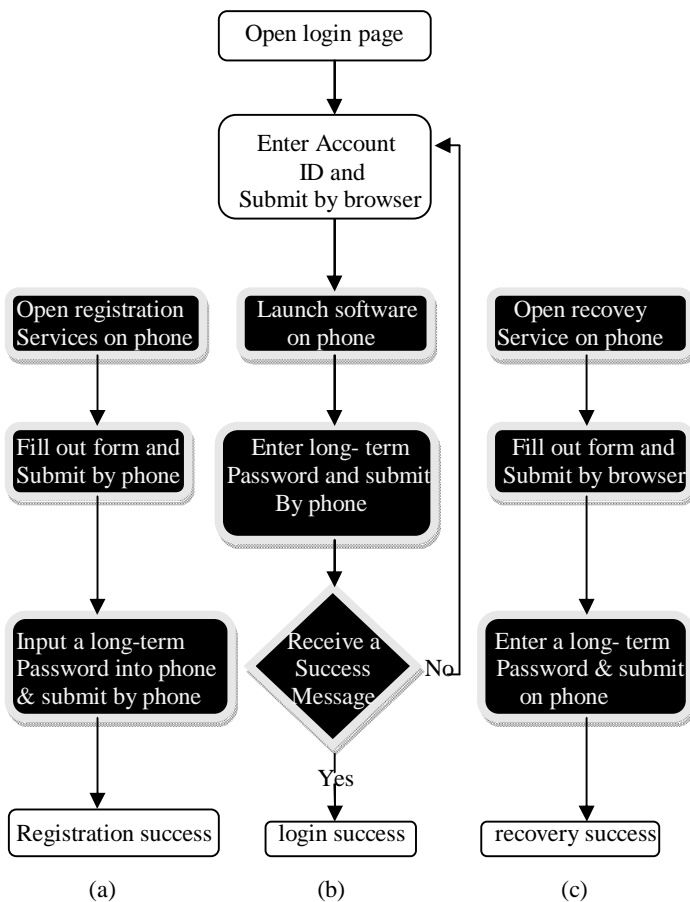 Open login page
Enter Account
ID and
Submit by browser
Open registration
Services on phone
Launch software
on phone
Open recovey
Service on phone
Fill out form and
Submit by phone
Enter long- term
Password and submit
By phone
Fill out form and
Submit by browser
Input a long-term
Password into phone
& submit by phone
Receive a
Success
Message
No
Enter a long- term
Password & submit
on phone
Yes
Registration success
login success
recovery success
(a)
(b)
(c)